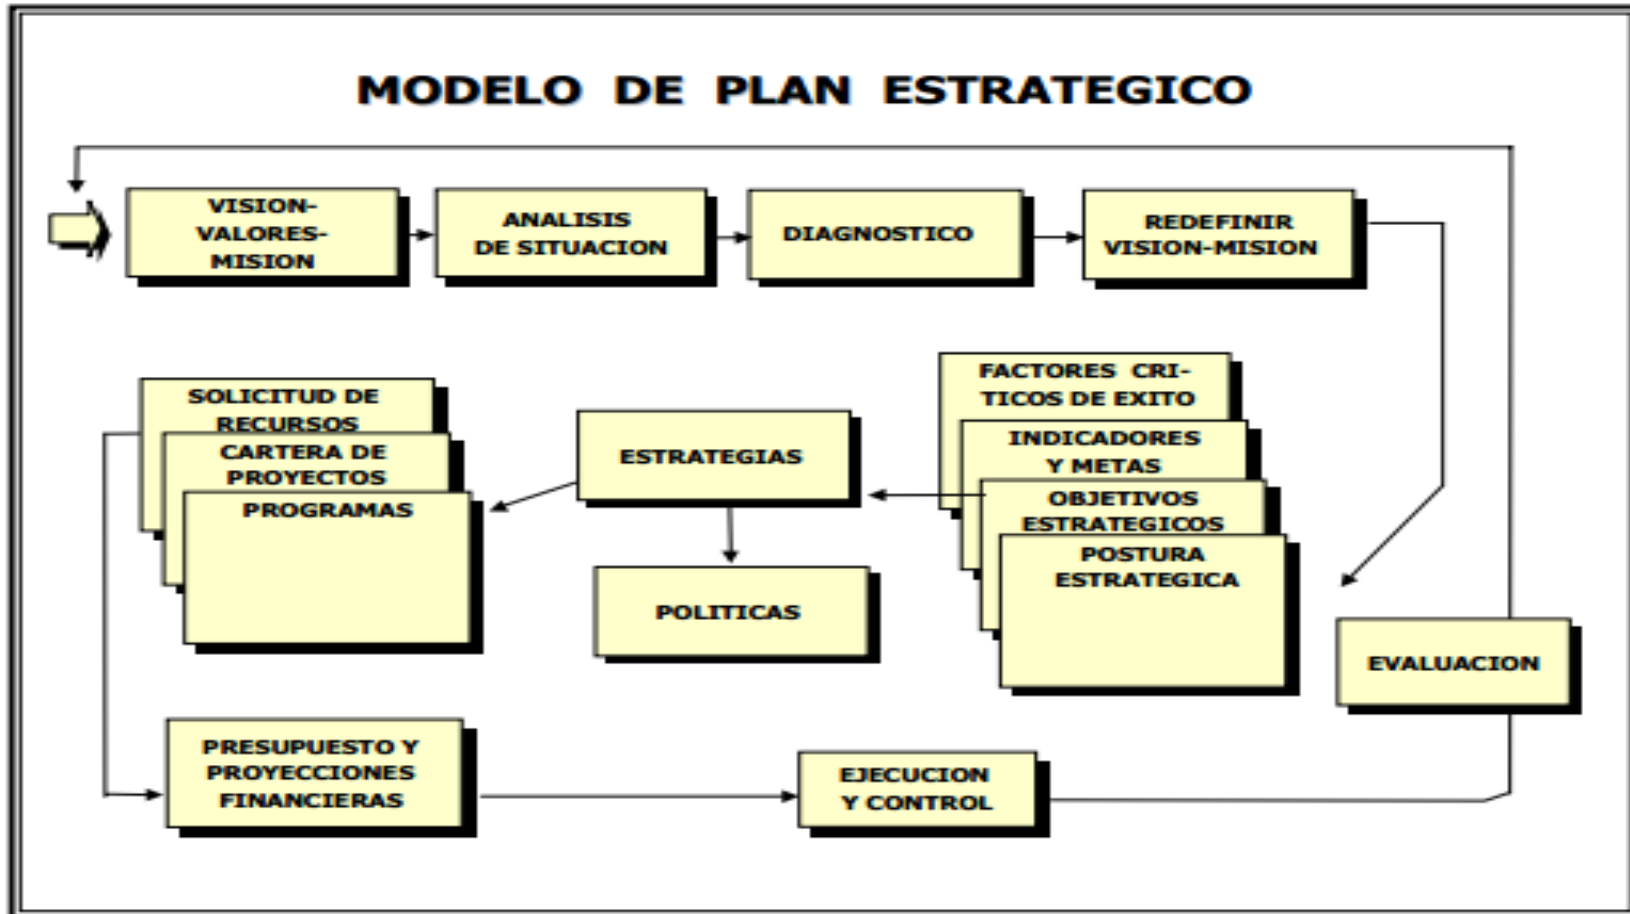 MODELO DE PLAN ESTRATEGICO
VISION-
VALORES-
MISION
ANALISIS
DE SITUACION
DIAGNOSTICO
REDEFINIR
VISION-MISION
SOLICITUD DE
RECURSOS
CARTERA DE
PROYECTOS
PROGRAMAS
ESTRATEGIAS
POLITICAS
FACTORES CRI-
TICOS DE EXITO
INDICADORES
Y METAS
OBJETIVOS
ESTRATEGICOS
POSTURA
ESTRATEGICA
EVALUACION
PRESUPUESTO Y
PROYECCIONES
FINANCIERAS
EJECUCION
Y CONTROL